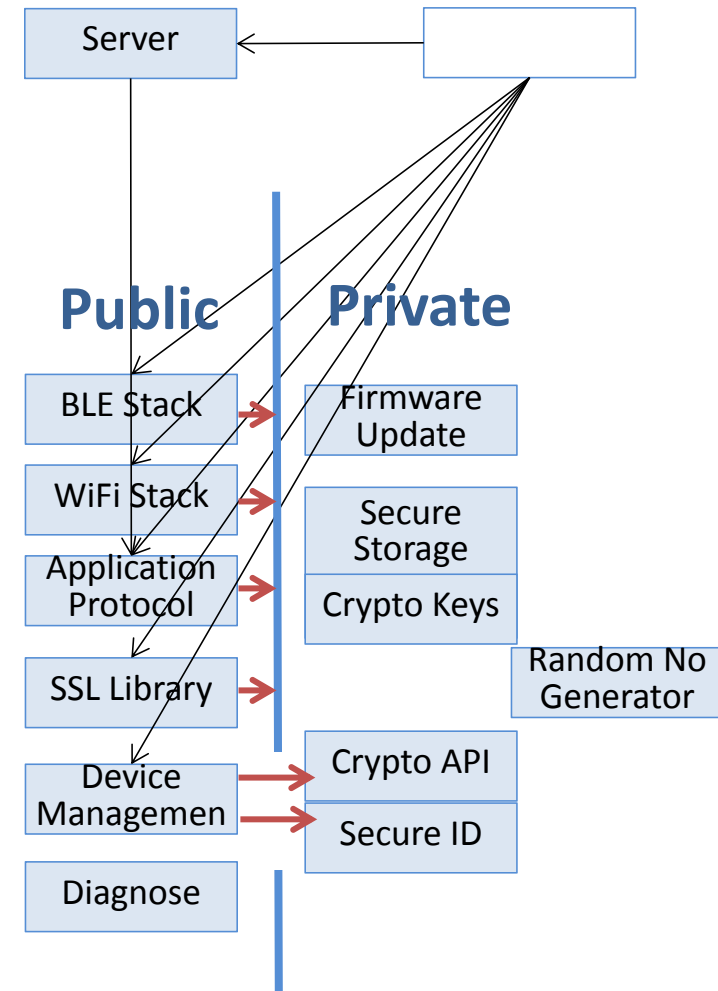 Server
Public
Private
BLE Stack
Firmware
Update
WiFi Stack
Secure
Storage
Application
Protocol
Crypto Keys
SSL Library
Random No
Generator
Device
Managemen
Crypto API
Secure ID
Diagnose